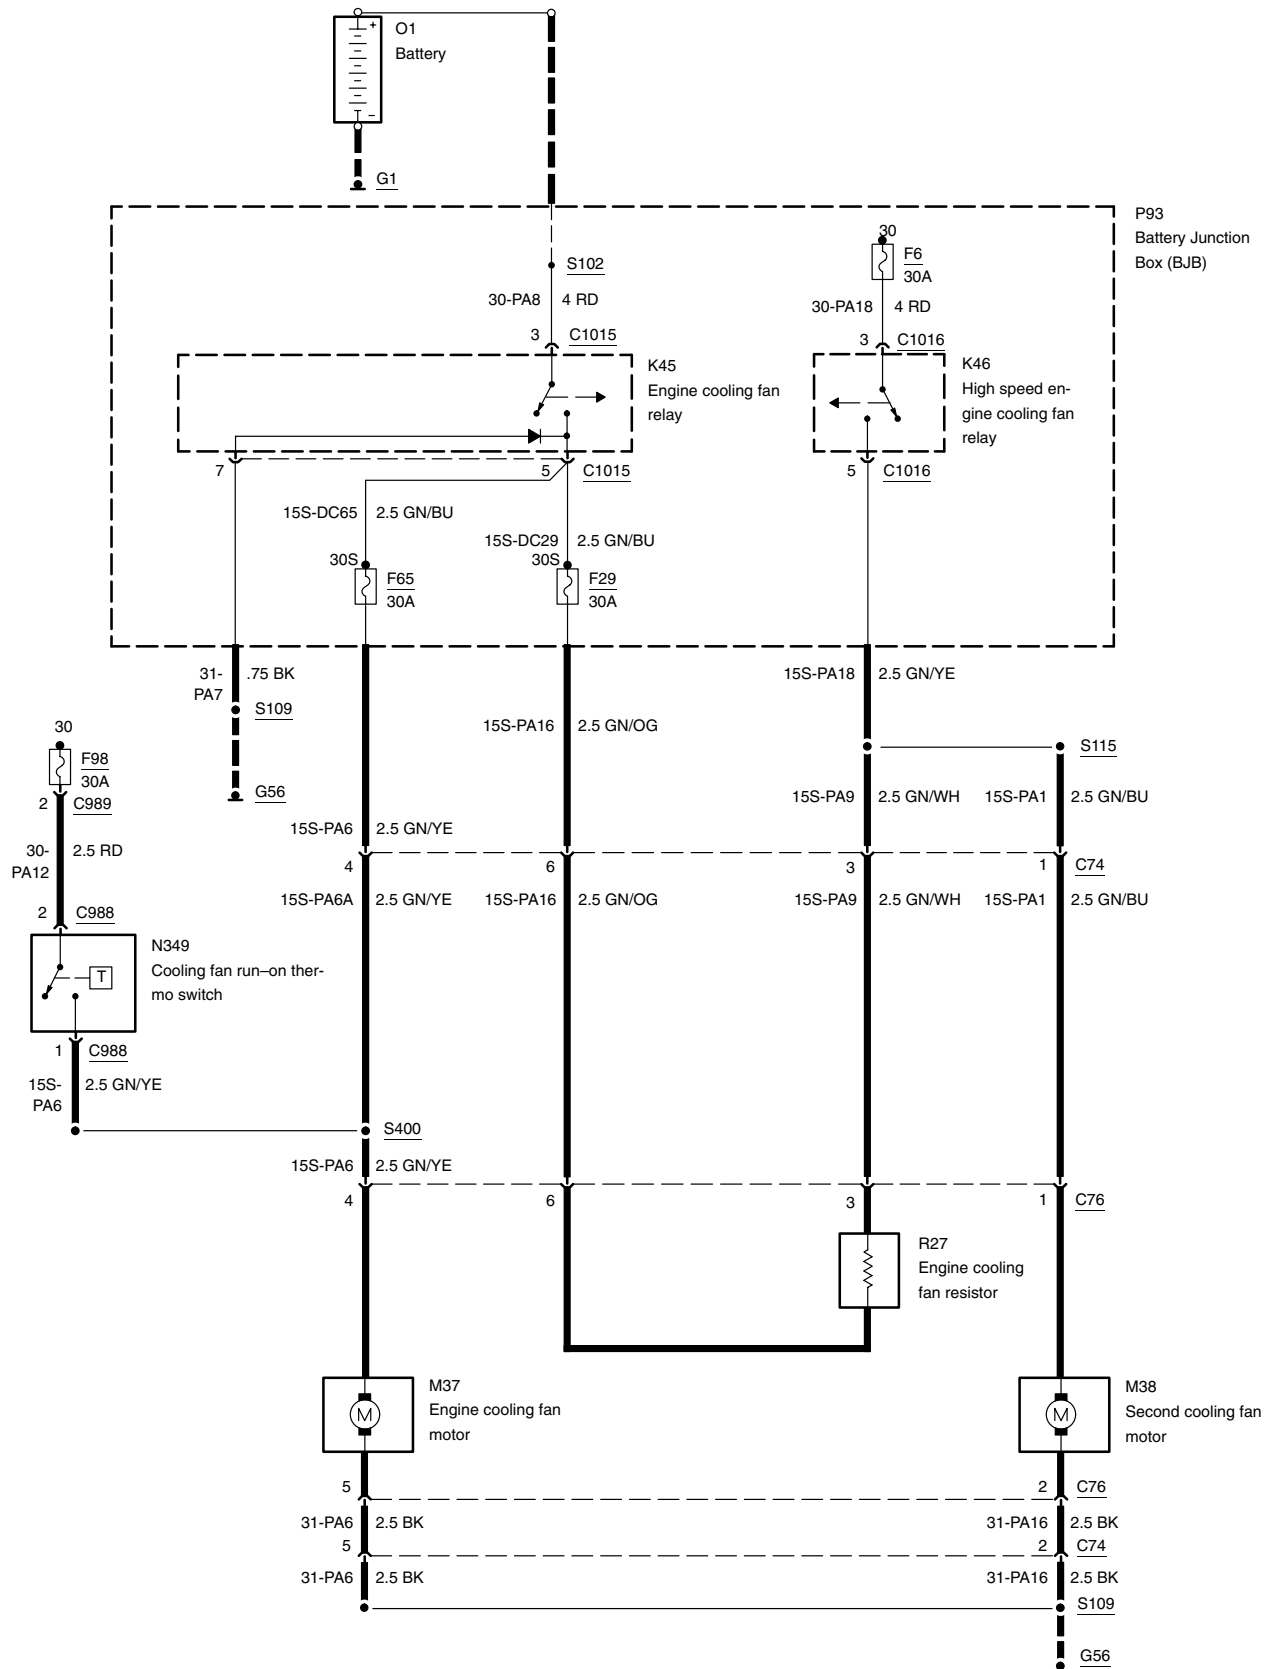 +
O1
Battery
–
G1
P93
Battery Junction
Box (BJB)
30
F6
30A
S102
30-PA8 4 RD
30-PA18 4 RD
3 C1015
3 C1016
K45
Engine cooling fan
relay
K46
High speed en-
gine cooling fan
relay
7
5 C1015
5 C1016
15S-DC65 2.5 GN/BU
15S-DC29 2.5 GN/BU
30S
F65
30A
30S
F29
30A
31-
PA7
.75 BK
S109
15S-PA18 2.5 GN/YE
15S-PA16 2.5 GN/OG
30
F98
30A
2 C989
G56
S115
15S-PA9 2.5 GN/WH
15S-PA1 2.5 GN/BU
15S-PA6 2.5 GN/YE
30-
PA12
2.5 RD
4
6
3
1 C74
15S-PA6A 2.5 GN/YE
15S-PA16 2.5 GN/OG
15S-PA9 2.5 GN/WH
15S-PA1 2.5 GN/BU
2 C988
N349
Cooling fan run–on ther-
mo switch
T
1 C988
15S-
PA6
2.5 GN/YE
S400
15S-PA6 2.5 GN/YE
4
6
3
1 C76
R27
Engine cooling
fan resistor
M37
Engine cooling fan
motor
M
M38
Second cooling fan
motor
M
5
2 C76
31-PA6 2.5 BK
31-PA16 2.5 BK
5
2 C74
31-PA6 2.5 BK
31-PA16 2.5 BK
S109
G56